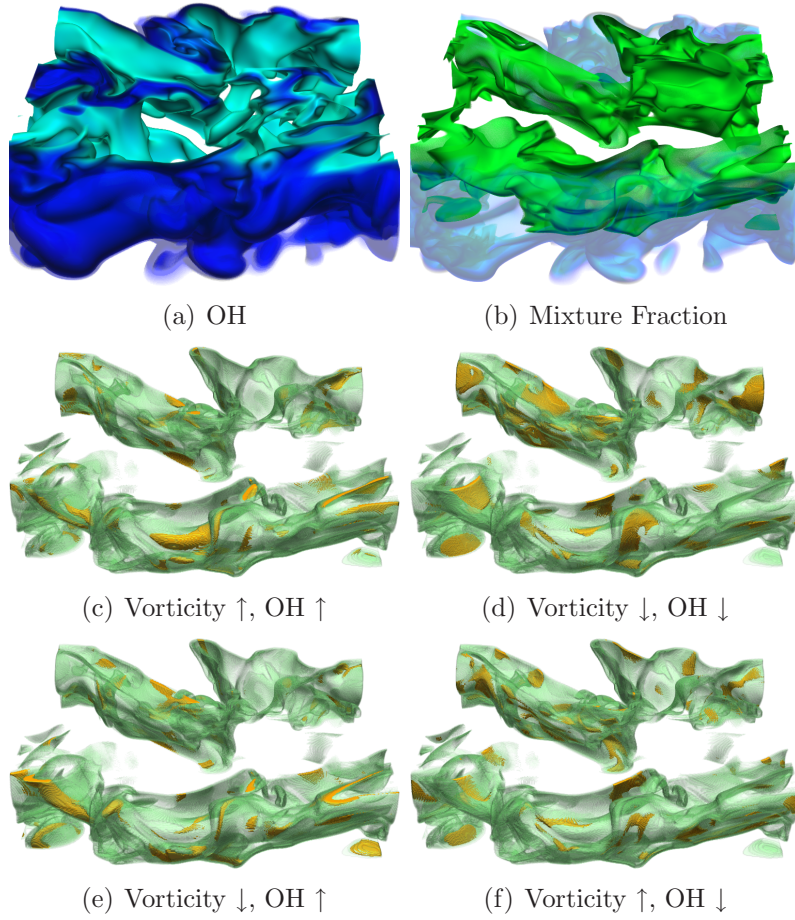 (a) OH
(b) Mixture Fraction
(c) Vorticity ↑, OH ↑
(d) Vorticity ↓, OH ↓
(e) Vorticity ↓, OH ↑
(f) Vorticity ↑, OH ↓